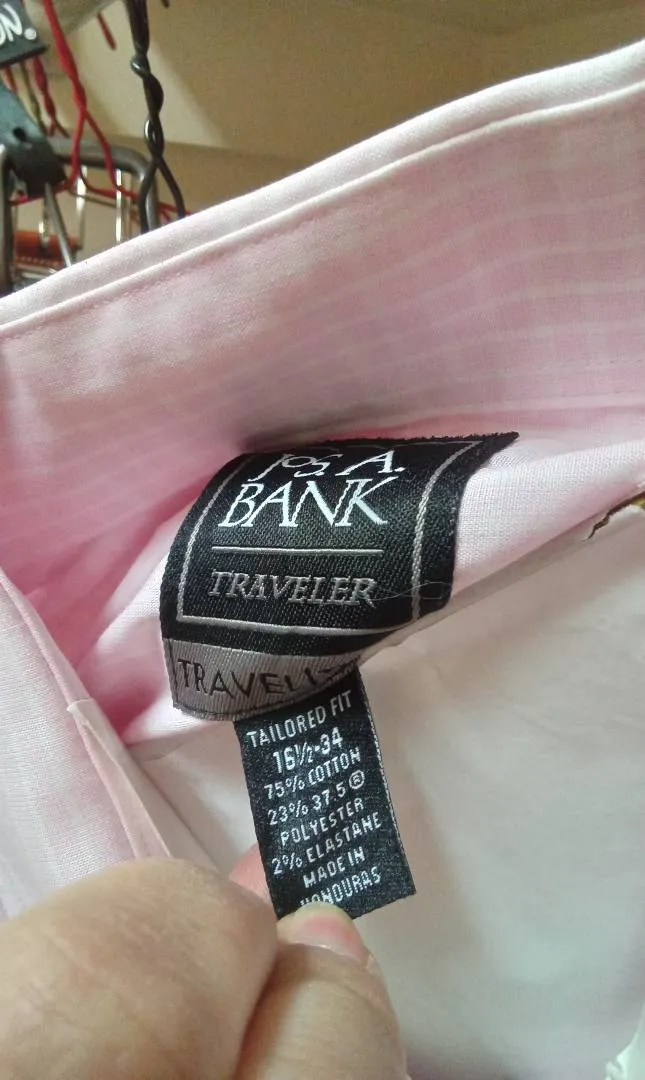 ON®
JOS. A.
BANK
TRAVELER
TAILORED FIT
16½-34
75% COTTON
23% 37.5®
POLYESTER
2% ELASTANE
MADE IN
HONDURAS